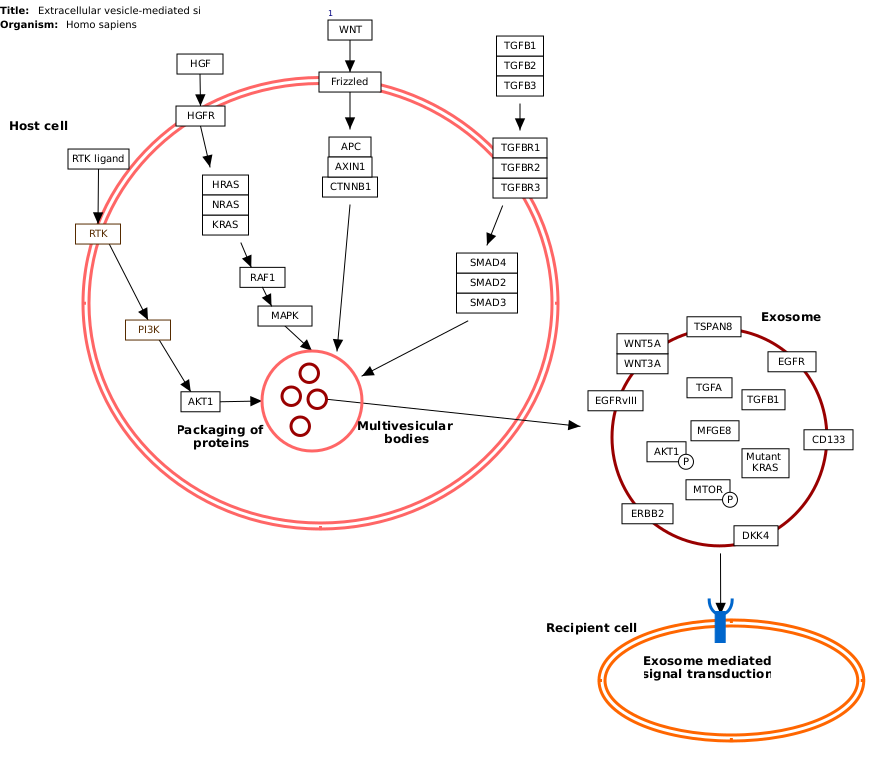 Title: Extracellular vesicle-mediated si
Organism: Homo sapiens
1
WNT
TGFB1
TGFB2
TGFB3
HGF
Frizzled
HGFR
Host cell
APC
AXIN1
CTNNB1
TGFBR1
TGFBR2
TGFBR3
RTK ligand
HRAS
NRAS
KRAS
RTK
SMAD4
SMAD2
SMAD3
RAF1
MAPK
PI3K
AKT1
Packaging of
proteins
Multivesicular
bodies
Exosome
TSPAN8
WNT5A
WNT3A
EGFR
EGFRvIII
TGFA
TGFB1
MFGE8
CD133
AKT1
P
Mutant
KRAS
MTOR
P
ERBB2
DKK4
Recipient cell
Exosome mediated
signal transduction